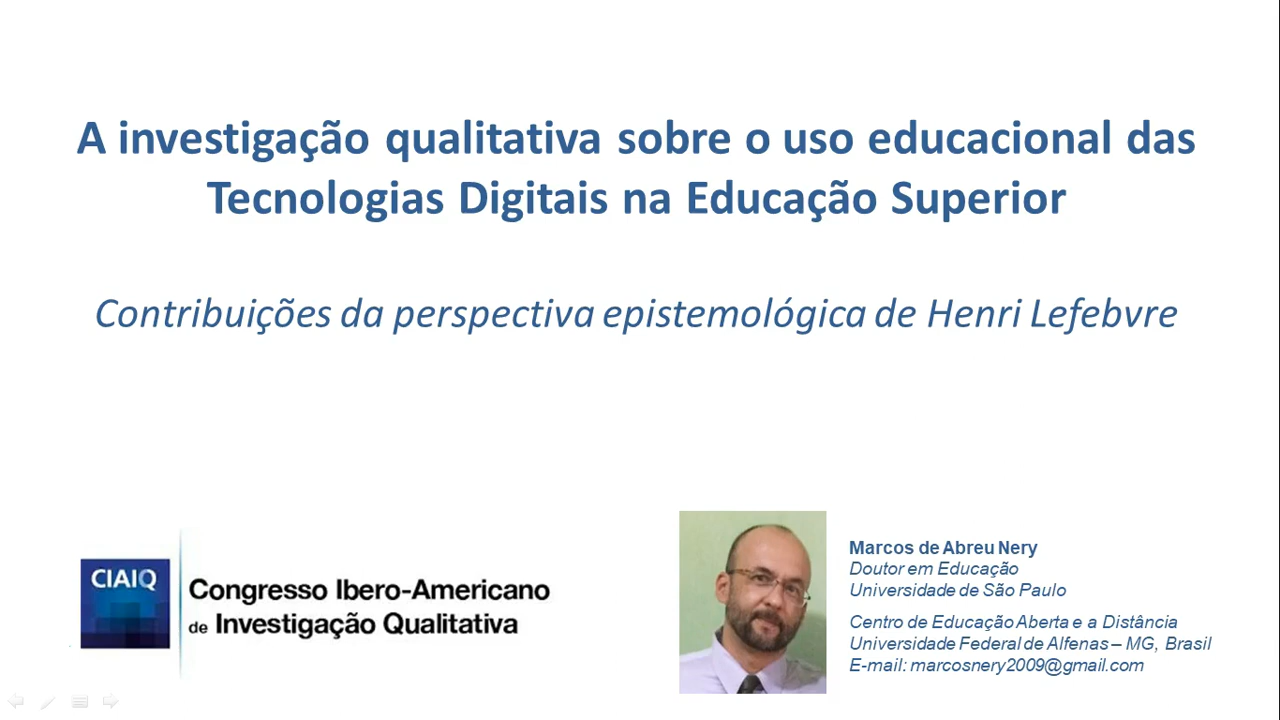 A investigação qualitativa sobre o uso educacional das
Tecnologias Digitais na Educação Superior
Contribuições da perspectiva epistemológica de Henri Lefebvre
CIAIQ
Congresso Ibero-Americano
de Investigação Qualitativa
Marcos de Abreu Nery
Doutor em Educação
Universidade de São Paulo
Centro de Educação Aberta e a Distância
Universidade Federal de Alfenas – MG, Brasil
E-mail: marcosnery2009@gmail.com